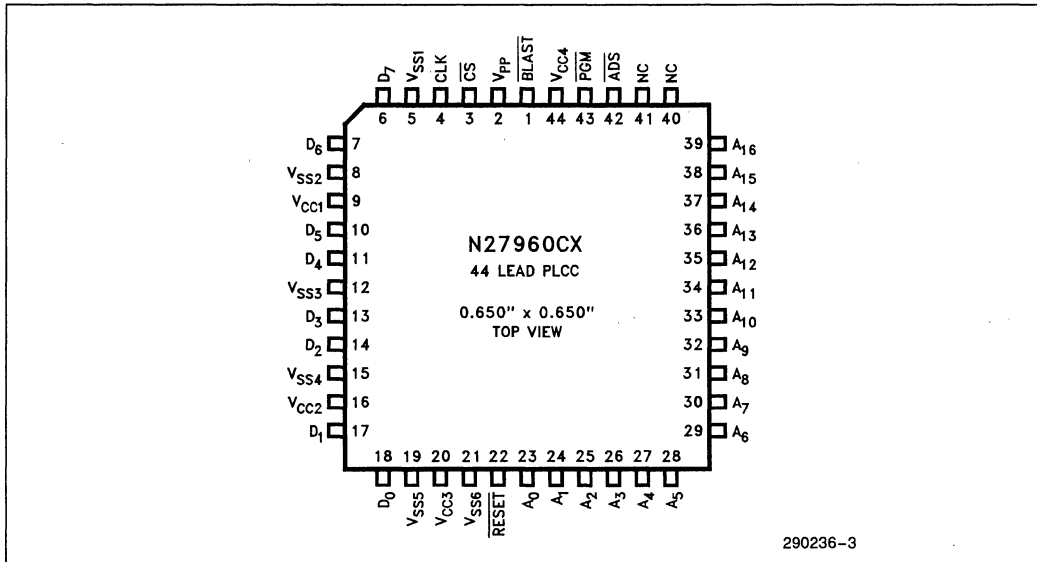 D7 VSS1 CLK C̅S̅ VPP B̅L̅A̅S̅T̅ VCC4 P̅G̅M̅ A̅D̅S̅ NC NC
6 5 4 3 2 1 44 43 42 41 40
D6 7 39 A16
VSS2 8 38 A15
VCC1 9 37 A14
D5 10 36 A13
D4 11 35 A12
VSS3 12 34 A11
D3 13 33 A10
D2 14 32 A9
VSS4 15 31 A8
VCC2 16 30 A7
D1 17 29 A6
N27960CX
44 LEAD PLCC
0.650" x 0.650"
TOP VIEW
18 19 20 21 22 23 24 25 26 27 28
D0 VSS5 VCC3 VSS6 R̅E̅S̅E̅T̅ A0 A1 A2 A3 A4 A5
290236-3